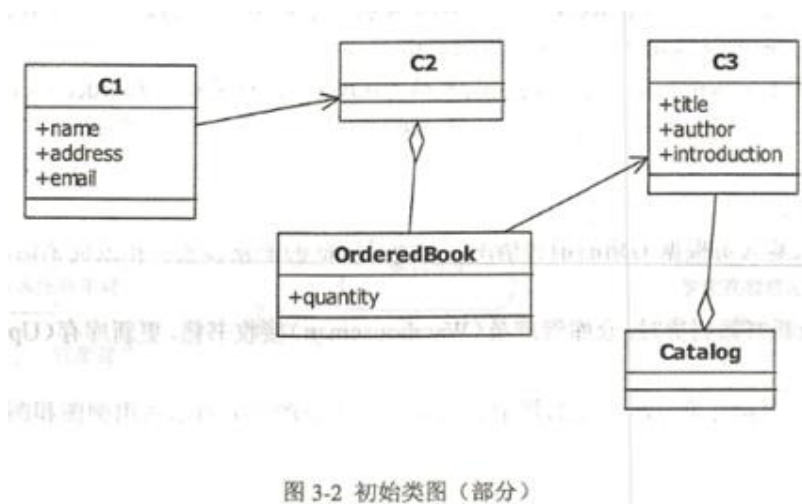 C1
+name
+address
+email
C2
C3
+title
+author
+introduction
OrderedBook
+quantity
Catalog
图 3-2 初始类图（部分）